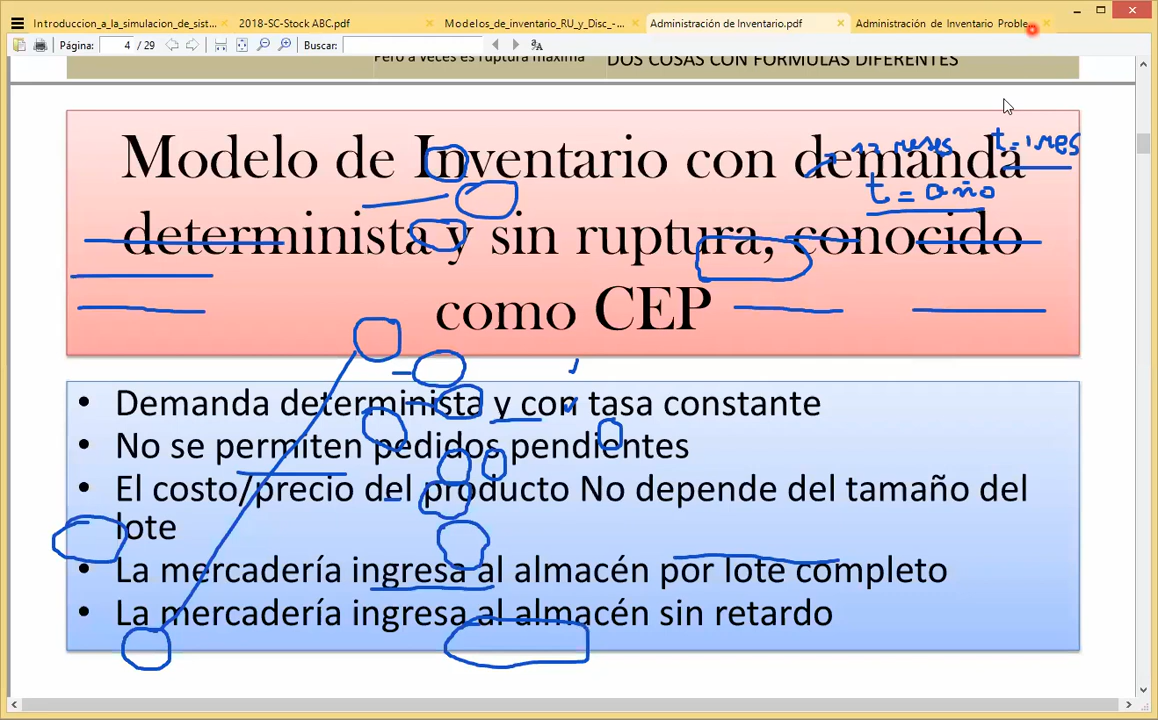 Introduccion_a_la_simulacion_de_sist... 2018-SC-Stock ABC.pdf Modelos_de_inventario_RU_y_Disc_-... Administración de Inventario.pdf Administración de Inventario Proble...
Página: 4 / 29 Buscar:
Pero a veces es ruptura máxima DOS COSAS CON FORMULAS DIFERENTES
Modelo de Inventario con demanda
determinista y sin ruptura, conocido
como CEP
t = año
• Demanda determinista y con tasa constante
• No se permiten pedidos pendientes
• El costo/precio del producto No depende del tamaño del
lote
• La mercadería ingresa al almacén por lote completo
• La mercadería ingresa al almacén sin retardo